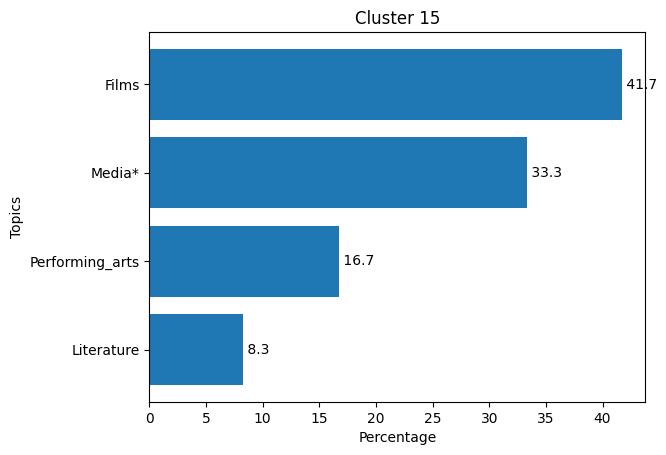 Cluster 15
Films
41.7
Media*
33.3
Performing_arts
16.7
Literature
8.3
Topics
0 5 10 15 20 25 30 35 40
Percentage